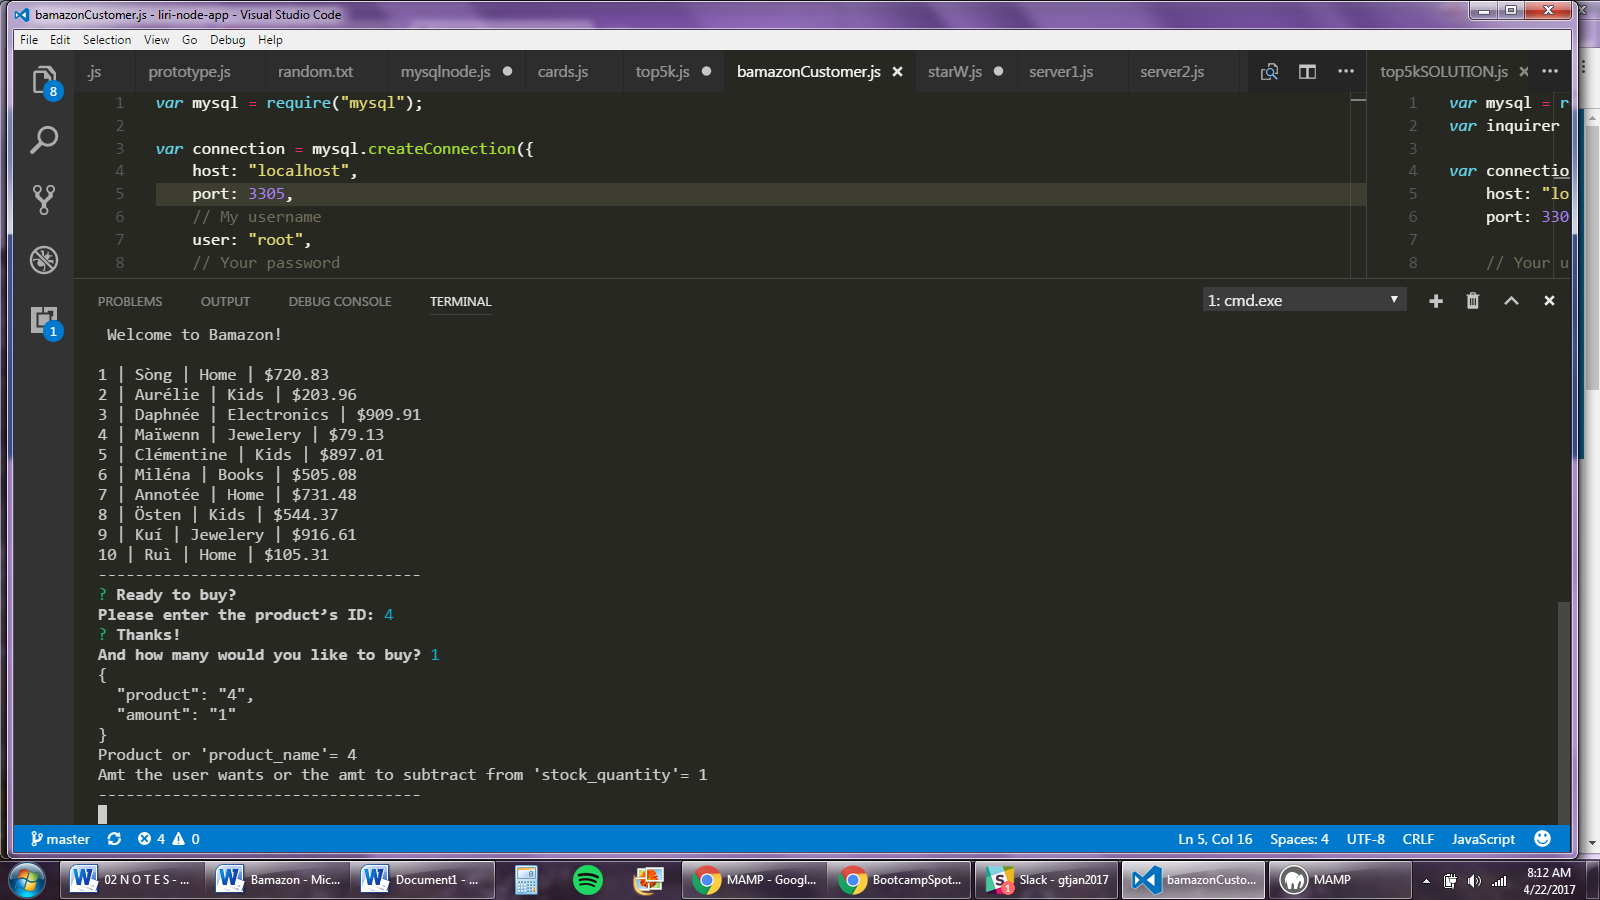 bamazonCustomer.js - liri-node-app - Visual Studio Code
File Edit Selection View Go Debug Help
.js prototype.js random.txt mysqlnode.js cards.js top5k.js bamazonCustomer.js starW.js server1.js server2.js top5kSOLUTION.js
8
1 var mysql = require("mysql");
2
3 var connection = mysql.createConnection({
4 host: "localhost",
5 port: 3305,
6 // My username
7 user: "root",
8 // Your password
1 var mysql = r
2 var inquirer
3
4 var connectio
5 host: "lo
6 port: 330
7
8 // Your u
1
PROBLEMS OUTPUT DEBUG CONSOLE TERMINAL 1: cmd.exe
Welcome to Bamazon!
1 | Sòng | Home | $720.83
2 | Aurélie | Kids | $203.96
3 | Daphnée | Electronics | $909.91
4 | Maïwenn | Jewelery | $79.13
5 | Clémentine | Kids | $897.01
6 | Miléna | Books | $505.08
7 | Annotée | Home | $731.48
8 | Östen | Kids | $544.37
9 | Kuí | Jewelery | $916.61
10 | Ruì | Home | $105.31
-----------------------------------
? Ready to buy?
Please enter the product’s ID: 4
? Thanks!
And how many would you like to buy? 1
{
"product": "4",
"amount": "1"
}
Product or 'product_name'= 4
Amt the user wants or the amt to subtract from 'stock_quantity'= 1
-----------------------------------
master 4 0 Ln 5, Col 16 Spaces: 4 UTF-8 CRLF JavaScript
02 N O T E S - ... Bamazon - Mic... Document1 - ... MAMP - Googl... BootcampSpot... Slack - gtjan2017 bamazonCusto... MAMP
1
8:12 AM
4/22/2017